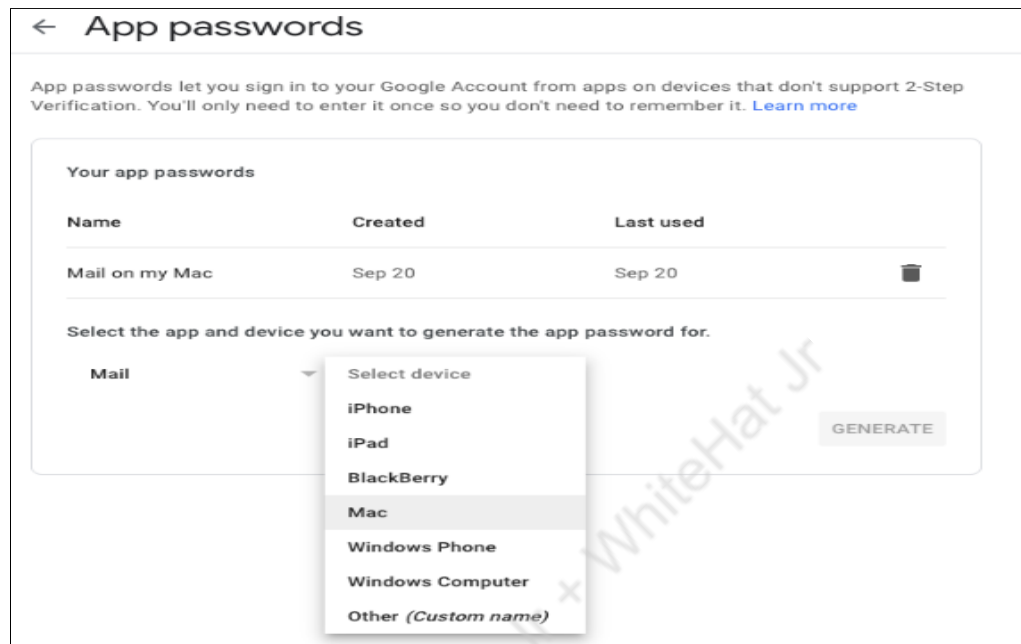 ← App passwords
App passwords let you sign in to your Google Account from apps on devices that don't support 2-Step
Verification. You'll only need to enter it once so you don't need to remember it. Learn more
Your app passwords
Name Created Last used
Mail on my Mac Sep 20 Sep 20
Select the app and device you want to generate the app password for.
Mail Select device
iPhone
iPad
BlackBerry
Mac
Windows Phone
Windows Computer
Other (Custom name)
GENERATE
+ WhiteHat Jr